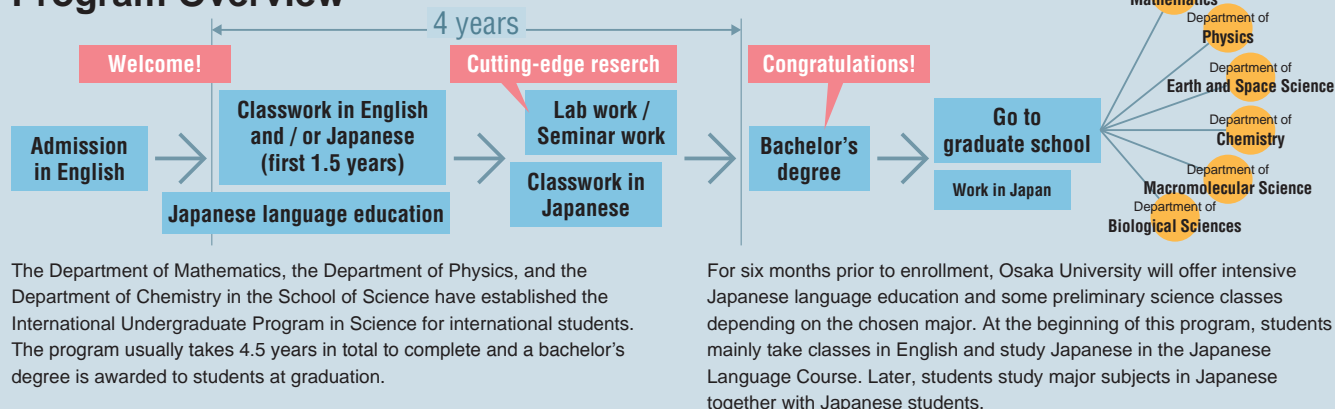 Program Overview
4 years
Welcome!
Cutting-edge reserch
Congratulations!
Admission
in English
Classwork in English
and / or Japanese
(first 1.5 years)
Japanese language education
Lab work /
Seminar work
Classwork in
Japanese
Bachelor's
degree
Go to
graduate school
Work in Japan
Mathematics
Department of
Physics
Department of
Earth and Space Science
Department of
Chemistry
Department of
Macromolecular Science
Department of
Biological Sciences
The Department of Mathematics, the Department of Physics, and the
Department of Chemistry in the School of Science have established the
International Undergraduate Program in Science for international students.
The program usually takes 4.5 years in total to complete and a bachelor's
degree is awarded to students at graduation.
For six months prior to enrollment, Osaka University will offer intensive
Japanese language education and some preliminary science classes
depending on the chosen major. At the beginning of this program, students
mainly take classes in English and study Japanese in the Japanese
Language Course. Later, students study major subjects in Japanese
together with Japanese students.